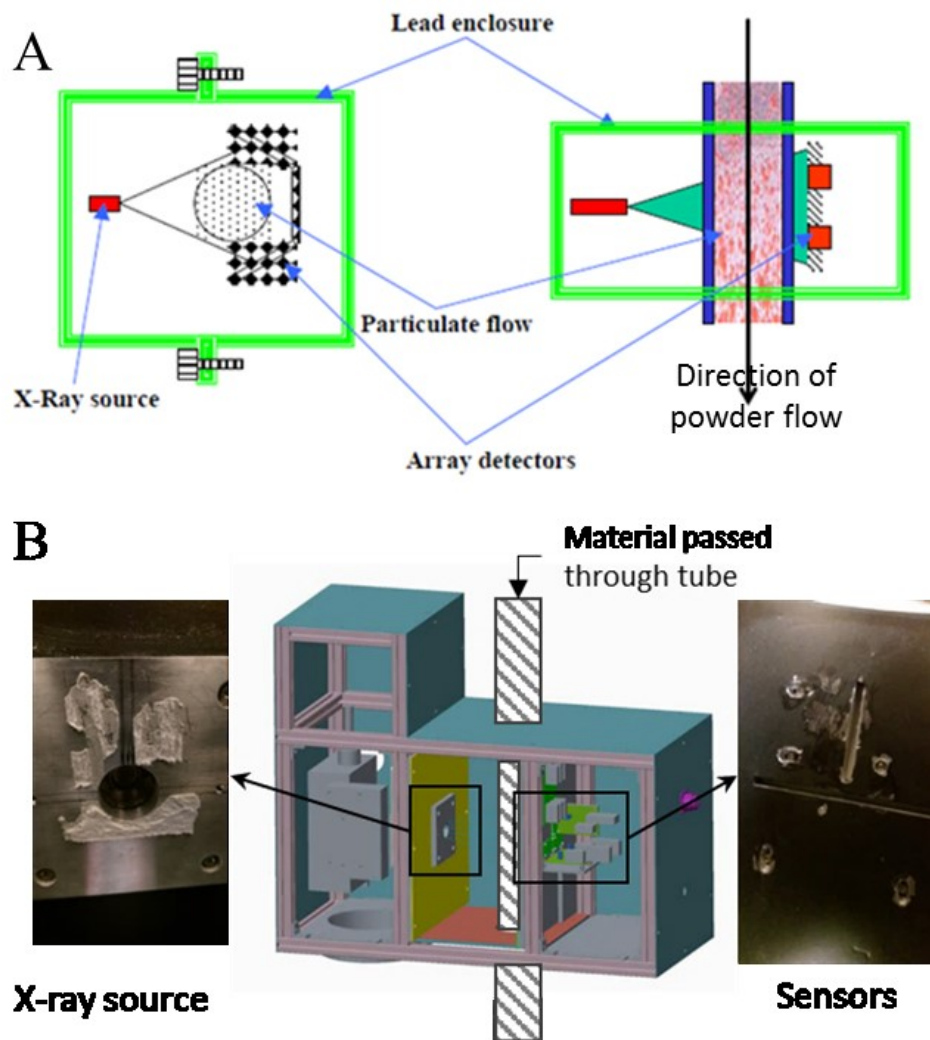 A
Lead enclosure
Particulate flow
X-Ray source
Direction of
powder flow
Array detectors
B
Material passed
through tube
X-ray source
Sensors